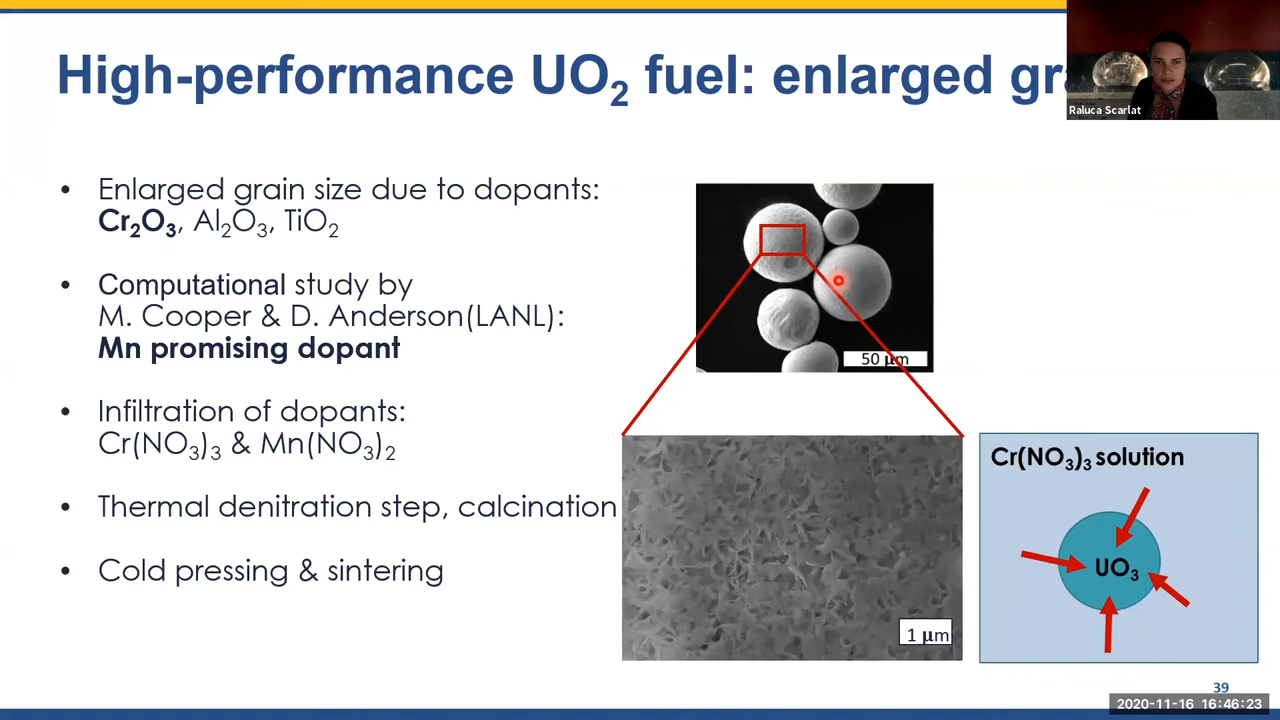 High-performance UO₂ fuel: enlarged gr
Raluca Scarlat
• Enlarged grain size due to dopants:
Cr₂O₃, Al₂O₃, TiO₂
• Computational study by
M. Cooper & D. Anderson(LANL):
Mn promising dopant
• Infiltration of dopants:
Cr(NO₃)₃ & Mn(NO₃)₂
• Thermal denitration step, calcination
• Cold pressing & sintering
50 μm
1 μm
Cr(NO₃)₃ solution
UO₃
39
2020-11-16 16:46:23